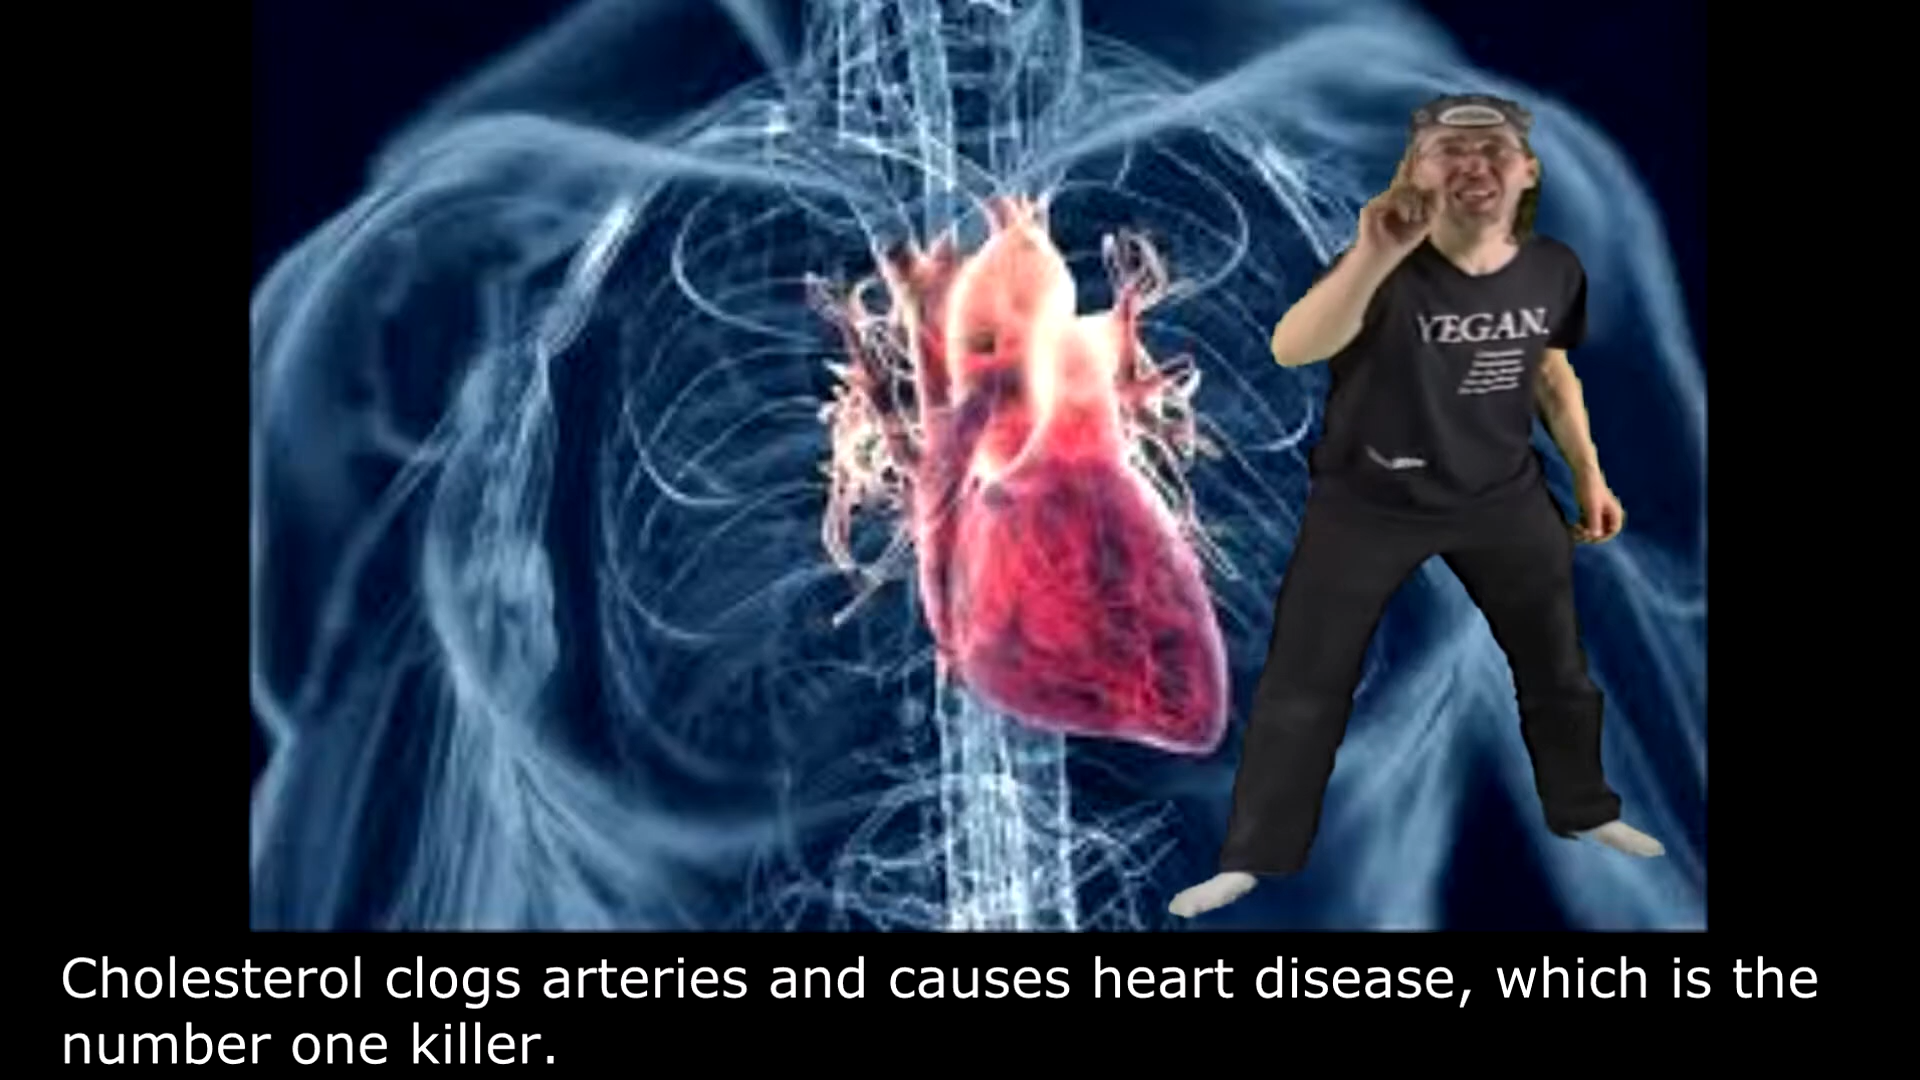 VEGAN.
Cholesterol clogs arteries and causes heart disease, which is the
number one killer.